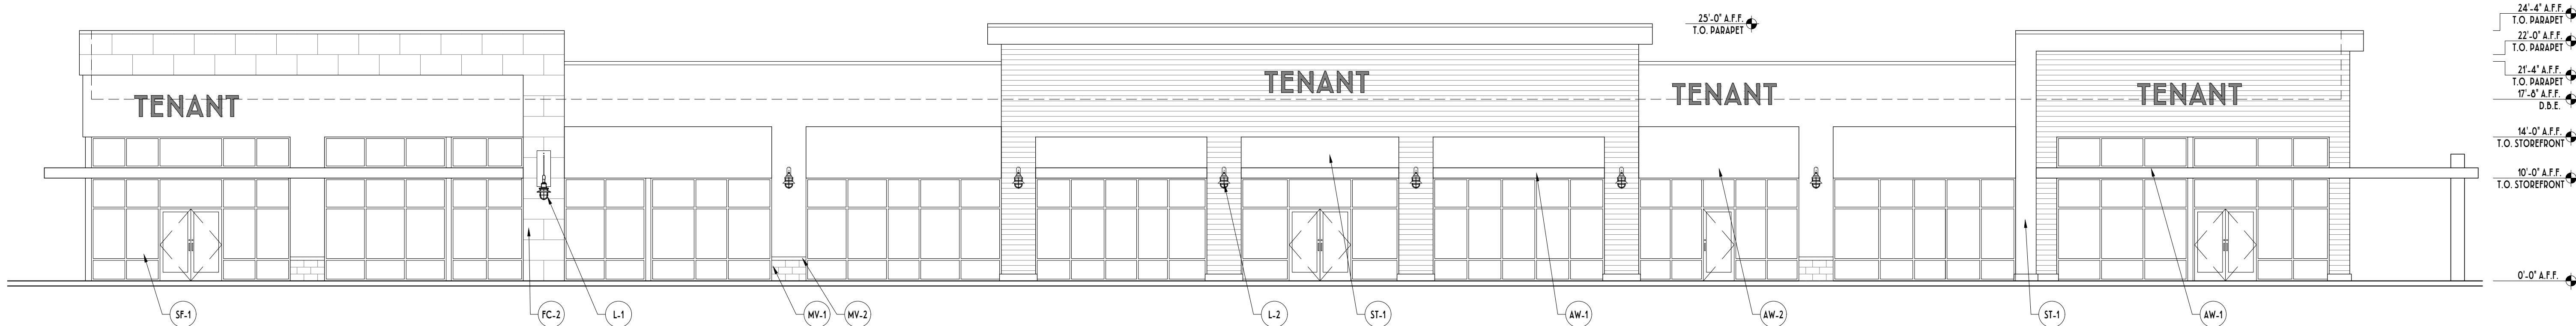 25'-0" A.F.F.
T.O. PARAPET
24'-4" A.F.F.
T.O. PARAPET
22'-0" A.F.F.
T.O. PARAPET
21'-4" A.F.F.
T.O. PARAPET
17'-8" A.F.F.
D.B.E.
14'-0" A.F.F.
T.O. STOREFRONT
10'-0" A.F.F.
T.O. STOREFRONT
0'-0" A.F.F.
TENANT
TENANT
TENANT
TENANT
SF-1
FC-2
L-1
MV-1
MV-2
L-2
ST-1
AW-1
AW-2
ST-1
AW-1